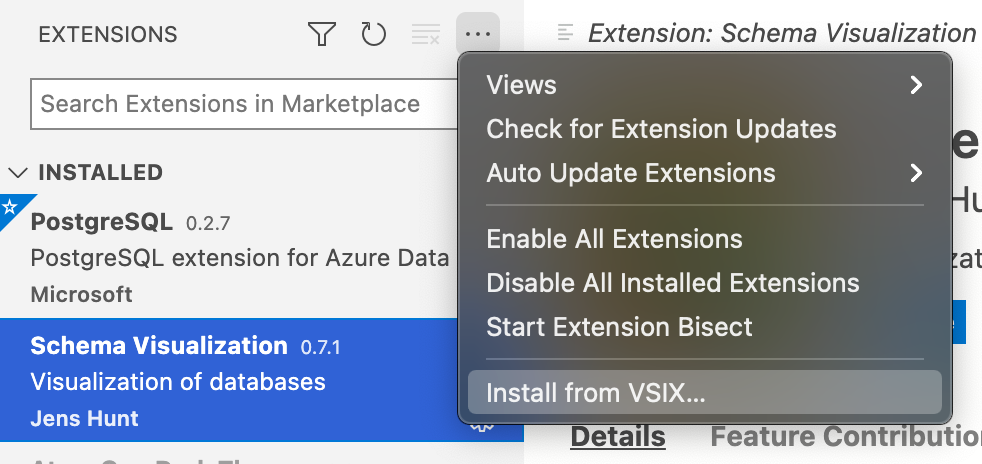 EXTENSIONS
Extension: Schema Visualization
Search Extensions in Marketplace
INSTALLED
PostgreSQL 0.2.7
PostgreSQL extension for Azure Data
Microsoft
Schema Visualization 0.7.1
Visualization of databases
Jens Hunt
Views
Check for Extension Updates
Auto Update Extensions
Enable All Extensions
Disable All Installed Extensions
Start Extension Bisect
Install from VSIX...
Details Feature Contributio